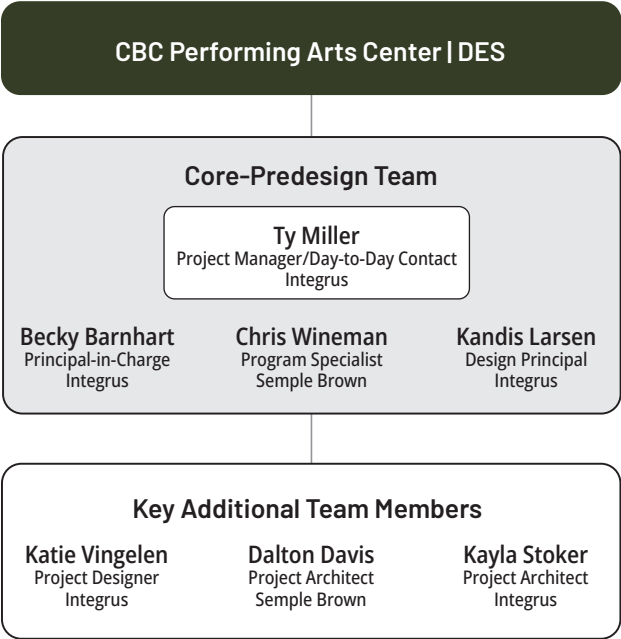 CBC Performing Arts Center | DES
Core-Predesign Team
Ty Miller
Project Manager/Day-to-Day Contact
Integrus
Becky Barnhart
Principal-in-Charge
Integrus
Chris Wineman
Program Specialist
Semple Brown
Kandis Larsen
Design Principal
Integrus
Key Additional Team Members
Katie Vingelen
Project Designer
Integrus
Dalton Davis
Project Architect
Semple Brown
Kayla Stoker
Project Architect
Integrus